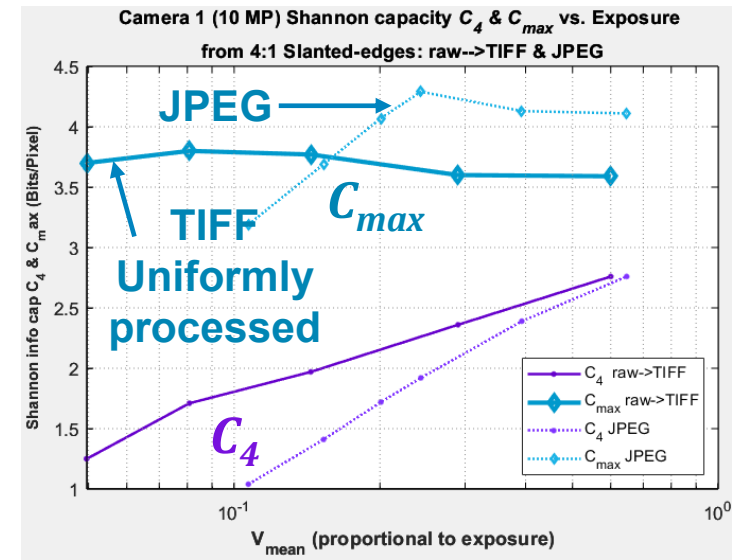 Camera 1 (10 MP) Shannon capacity C4 & Cmax vs. Exposure
from 4:1 Slanted-edges: raw-->TIFF & JPEG
4.5
4
3.5
3
2.5
2
1.5
1
Shannon info cap C4 & Cmax (Bits/Pixel)
JPEG
Cmax
TIFF
Uniformly
processed
C4
C4 raw->TIFF
Cmax raw->TIFF
C4 JPEG
Cmax JPEG
10-1
100
Vmean (proportional to exposure)